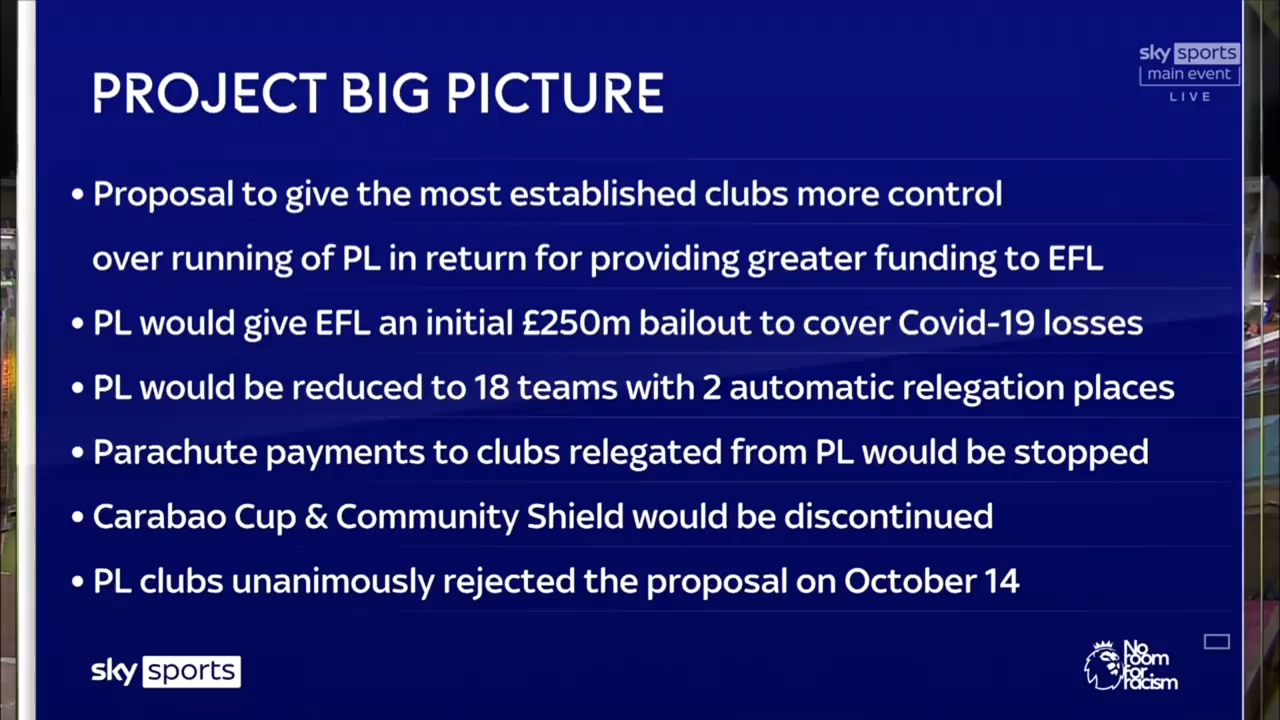 sky sports
main event
LIVE
PROJECT BIG PICTURE
• Proposal to give the most established clubs more control
over running of PL in return for providing greater funding to EFL
• PL would give EFL an initial £250m bailout to cover Covid-19 losses
• PL would be reduced to 18 teams with 2 automatic relegation places
• Parachute payments to clubs relegated from PL would be stopped
• Carabao Cup & Community Shield would be discontinued
• PL clubs unanimously rejected the proposal on October 14
sky sports
No
room
for
racism